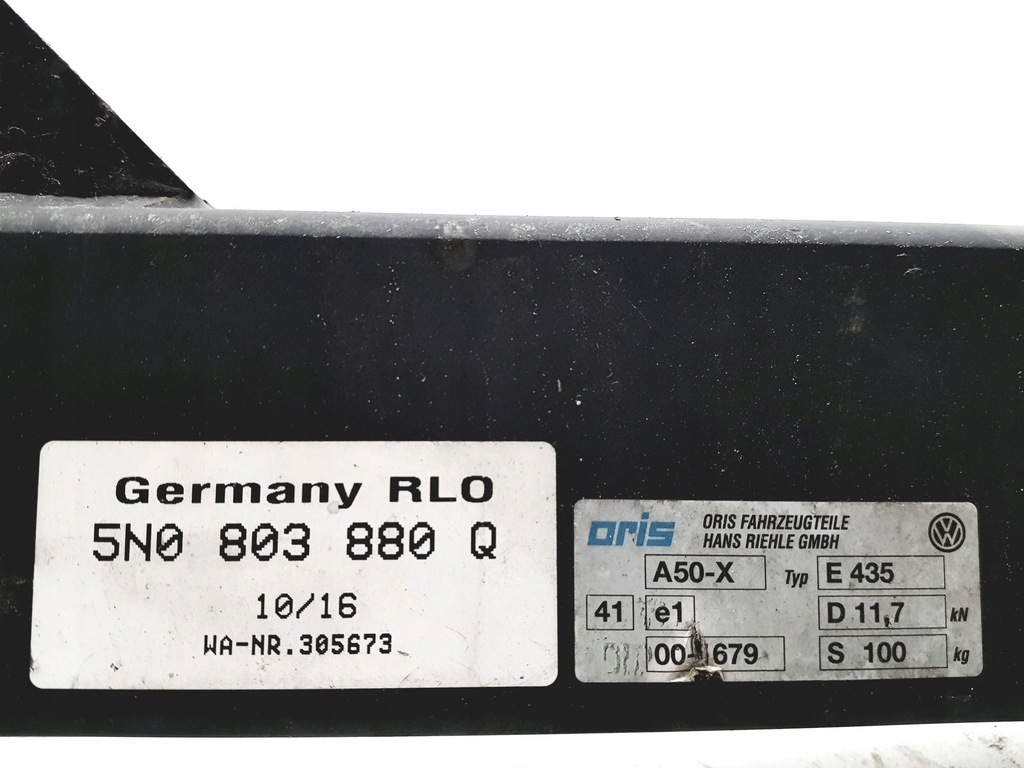 Germany RLO
5N0 803 880 Q
10/16
WA-NR.305673
oris ORIS FAHRZEUGTEILE
HANS RIEHLE GMBH
A50-X Typ E 435
41 e1 D 11,7 kN
S 100 kg